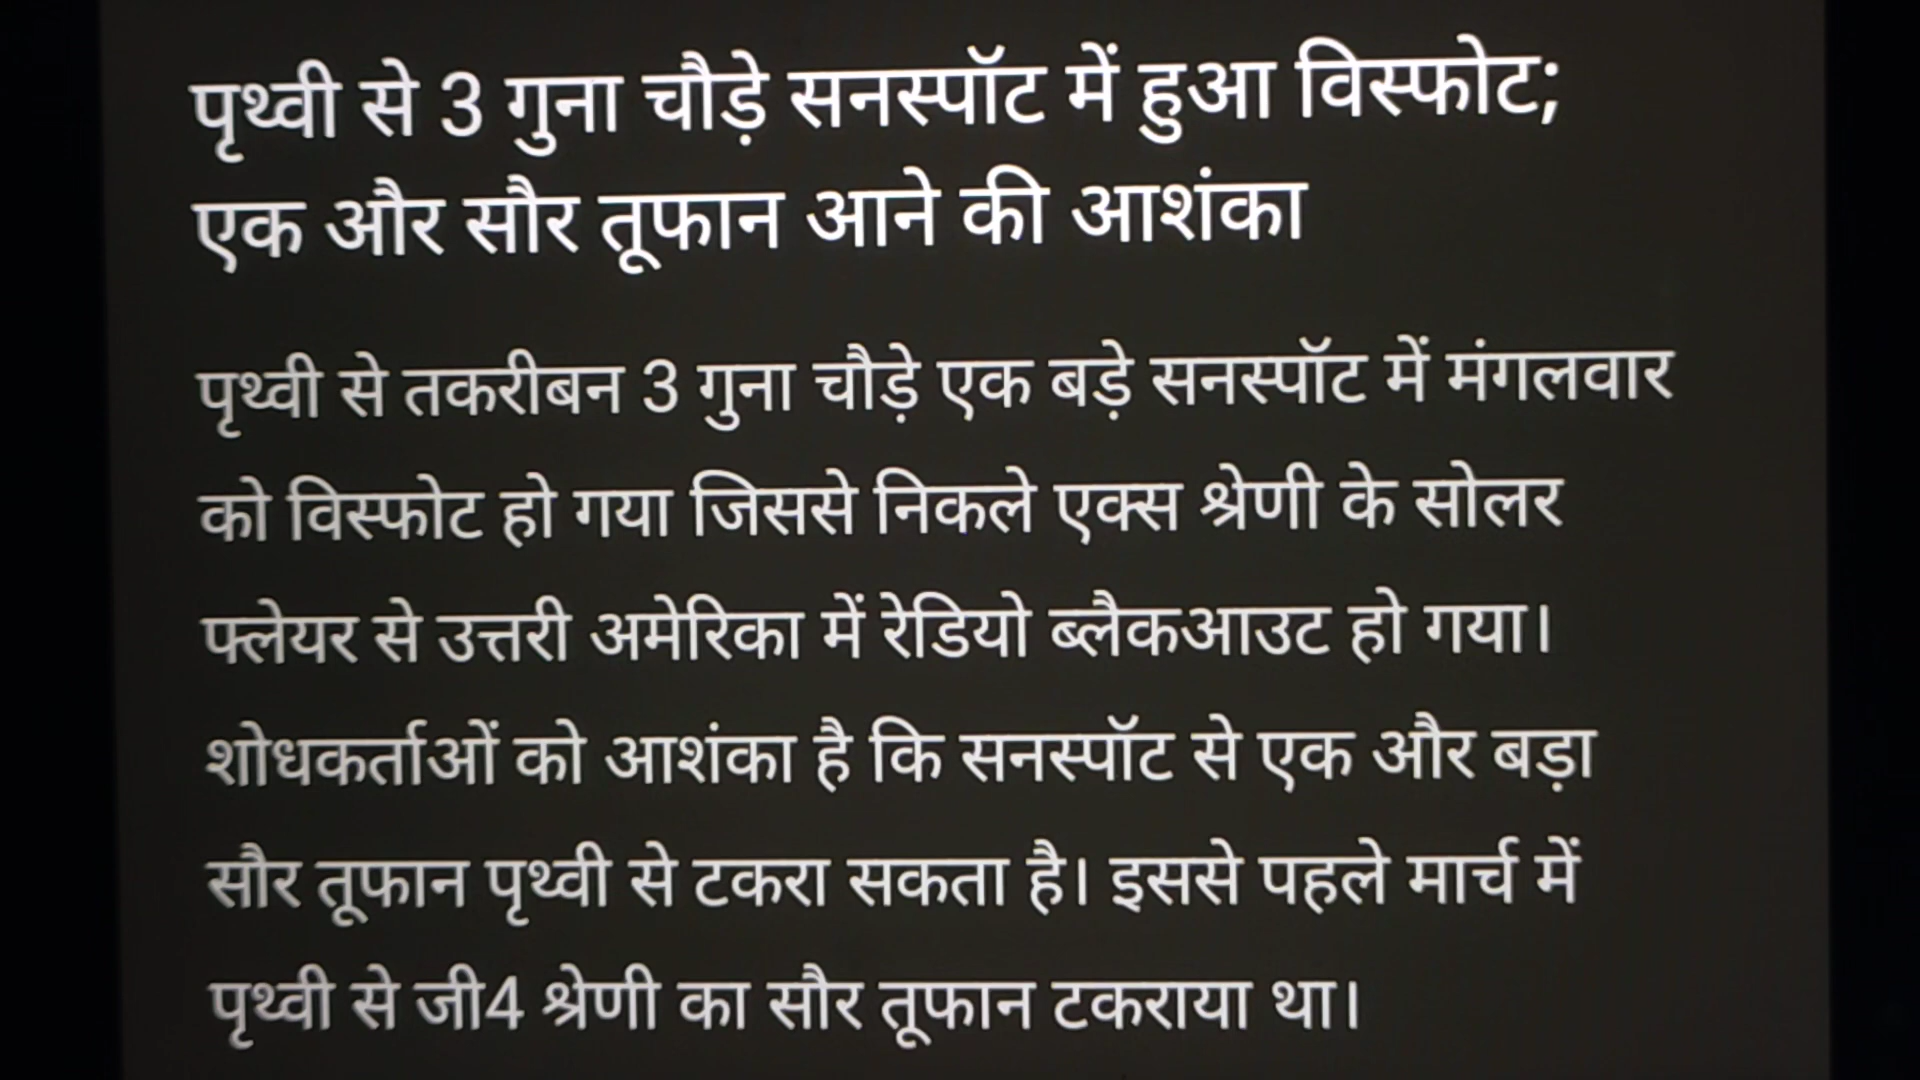 पृथ्वी से 3 गुना चौड़े सनस्पॉट में हुआ विस्फोट;
एक और सौर तूफान आने की आशंका
पृथ्वी से तकरीबन 3 गुना चौड़े एक बड़े सनस्पॉट में मंगलवार
को विस्फोट हो गया जिससे निकले एक्स श्रेणी के सोलर
फ्लेयर से उत्तरी अमेरिका में रेडियो ब्लैकआउट हो गया।
शोधकर्ताओं को आशंका है कि सनस्पॉट से एक और बड़ा
सौर तूफान पृथ्वी से टकरा सकता है। इससे पहले मार्च में
पृथ्वी से जी4 श्रेणी का सौर तूफान टकराया था।